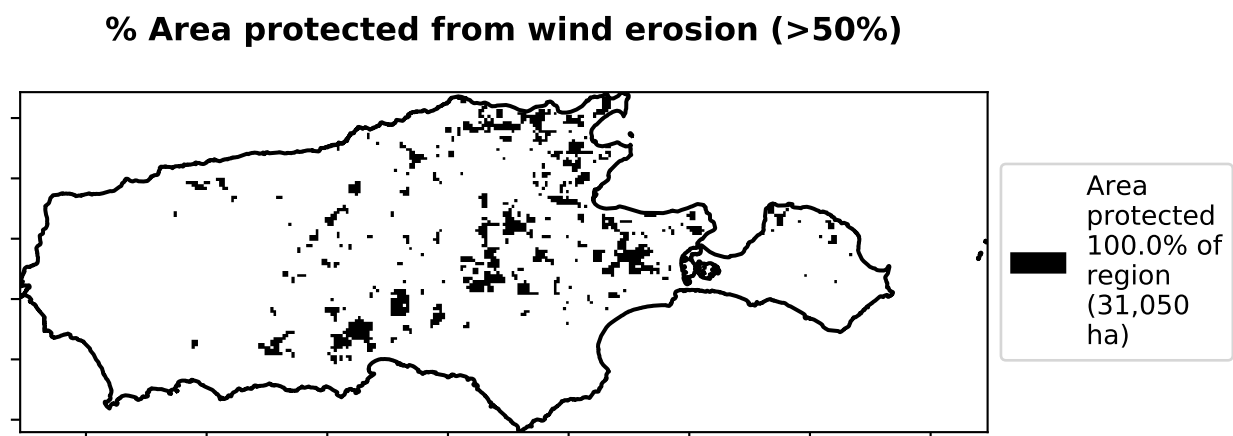 % Area protected from wind erosion (>50%)
Area
protected
100.0% of
region
(31,050
ha)